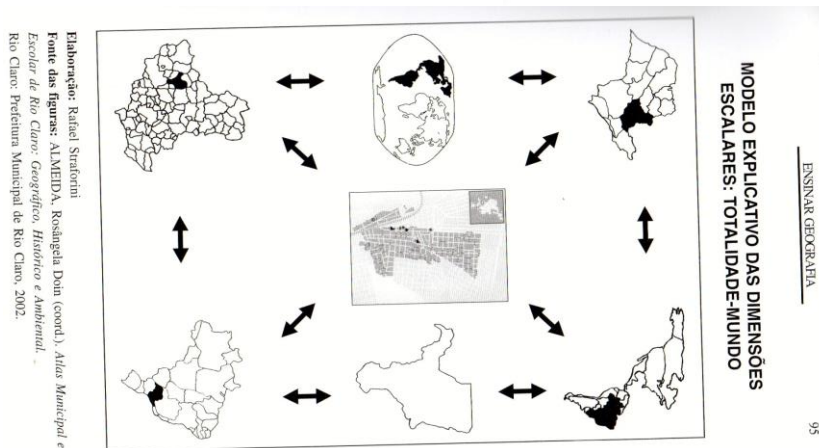 ENSINAR GEOGRAFIA
95
MODELO EXPLICATIVO DAS DIMENSÕES
ESCALARES: TOTALIDADE-MUNDO
Elaboração: Rafael Straforini
Fonte das figuras: ALMEIDA, Rosângela Doin (coord.). Atlas Municipal e
Escolar de Rio Claro: Geográfico, Histórico e Ambiental.
Rio Claro: Prefeitura Municipal de Rio Claro, 2002.